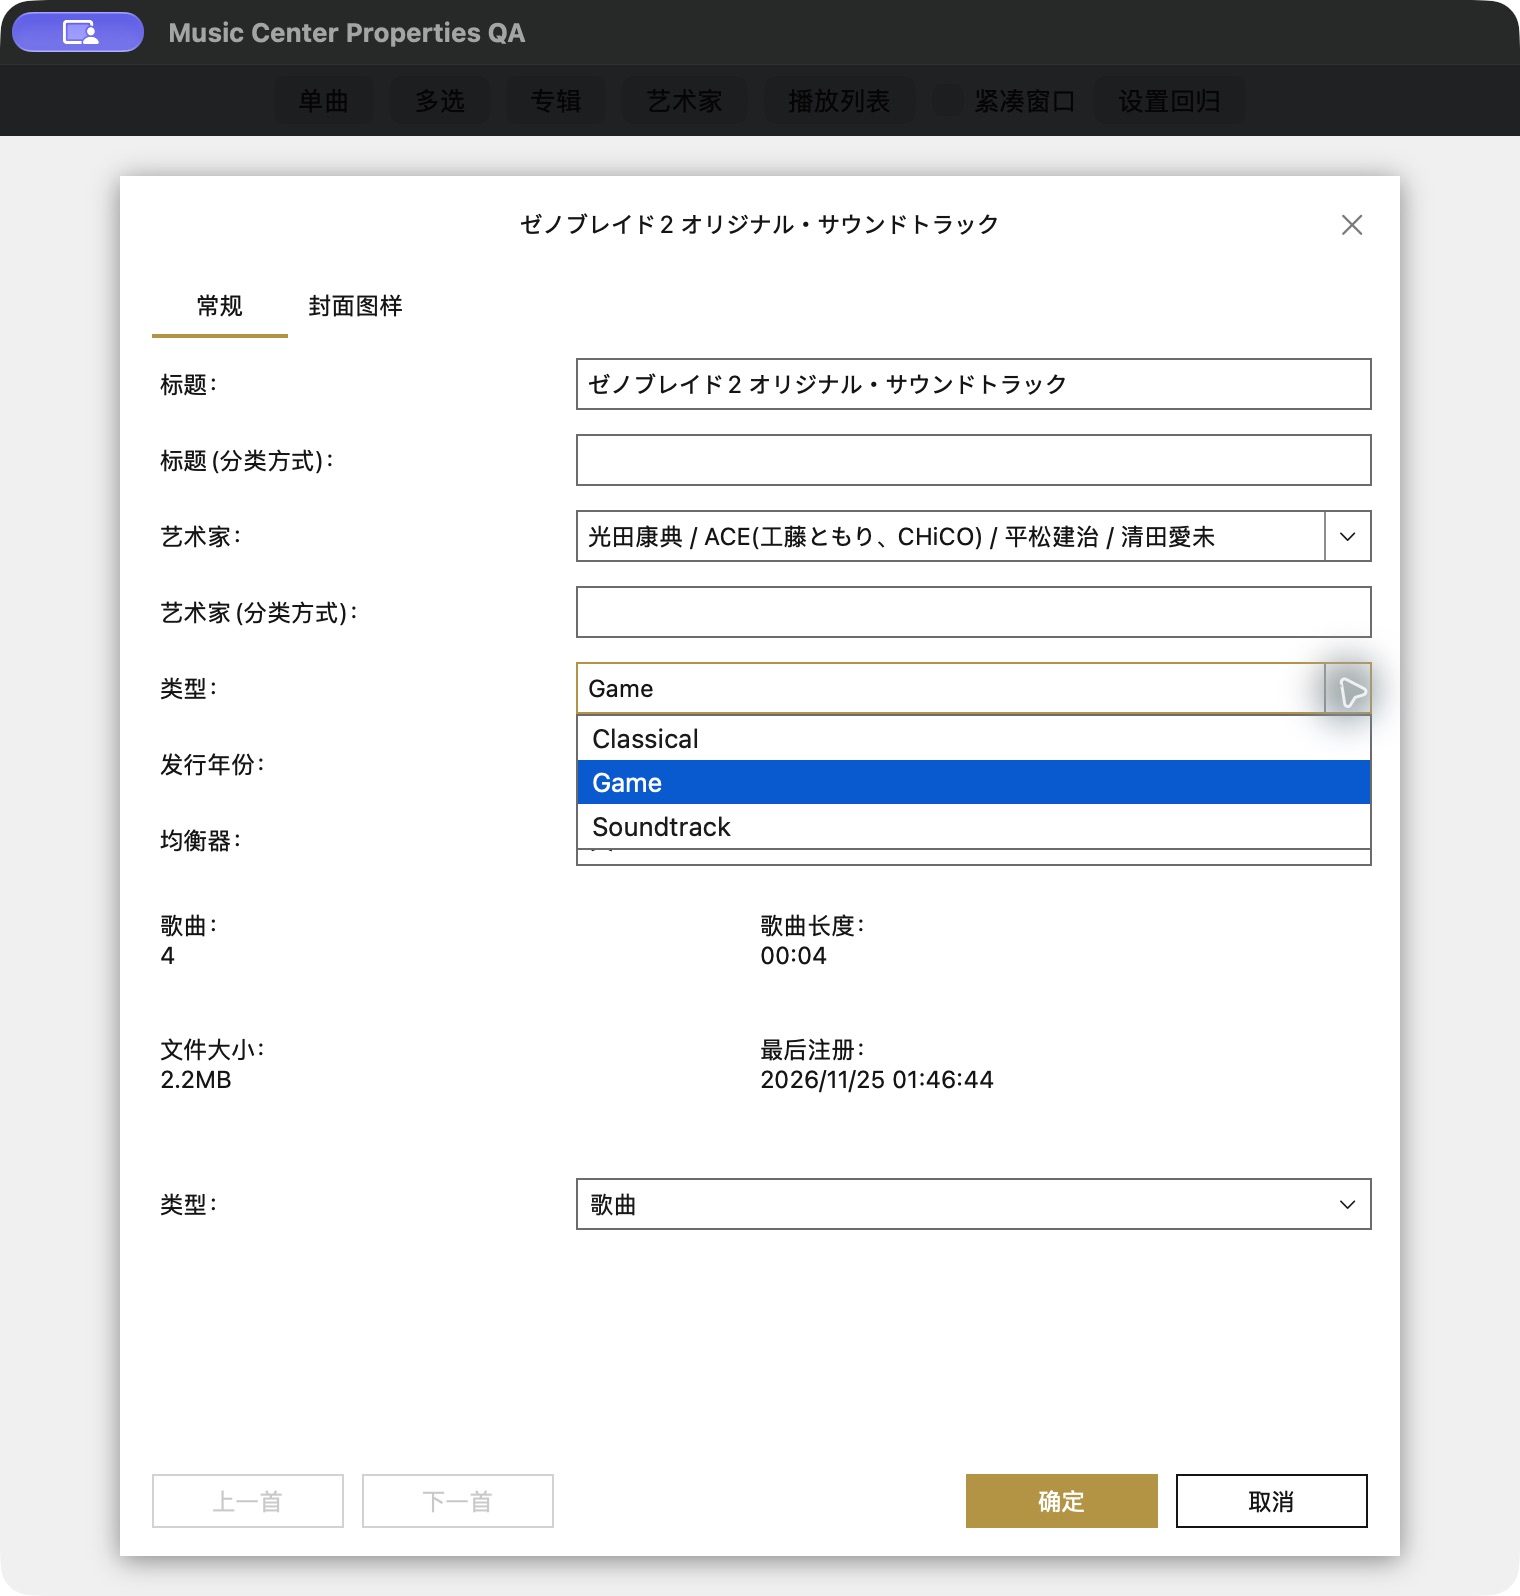 Music Center Properties QA
单曲 多选 专辑 艺术家 播放列表 紧凑窗口 设置回归
ゼノブレイド2 オリジナル・サウンドトラック
常规 封面图样
标题: ゼノブレイド2 オリジナル・サウンドトラック
标题(分类方式):
艺术家: 光田康典 / ACE(工藤ともり、CHiCO) / 平松建治 / 清田愛未
艺术家(分类方式):
类型: Game
Classical
发行年份:
Game
Soundtrack
均衡器:
歌曲: 歌曲长度:
4 00:04
文件大小: 最后注册:
2.2MB 2026/11/25 01:46:44
类型: 歌曲
上一首 下一首 确定 取消